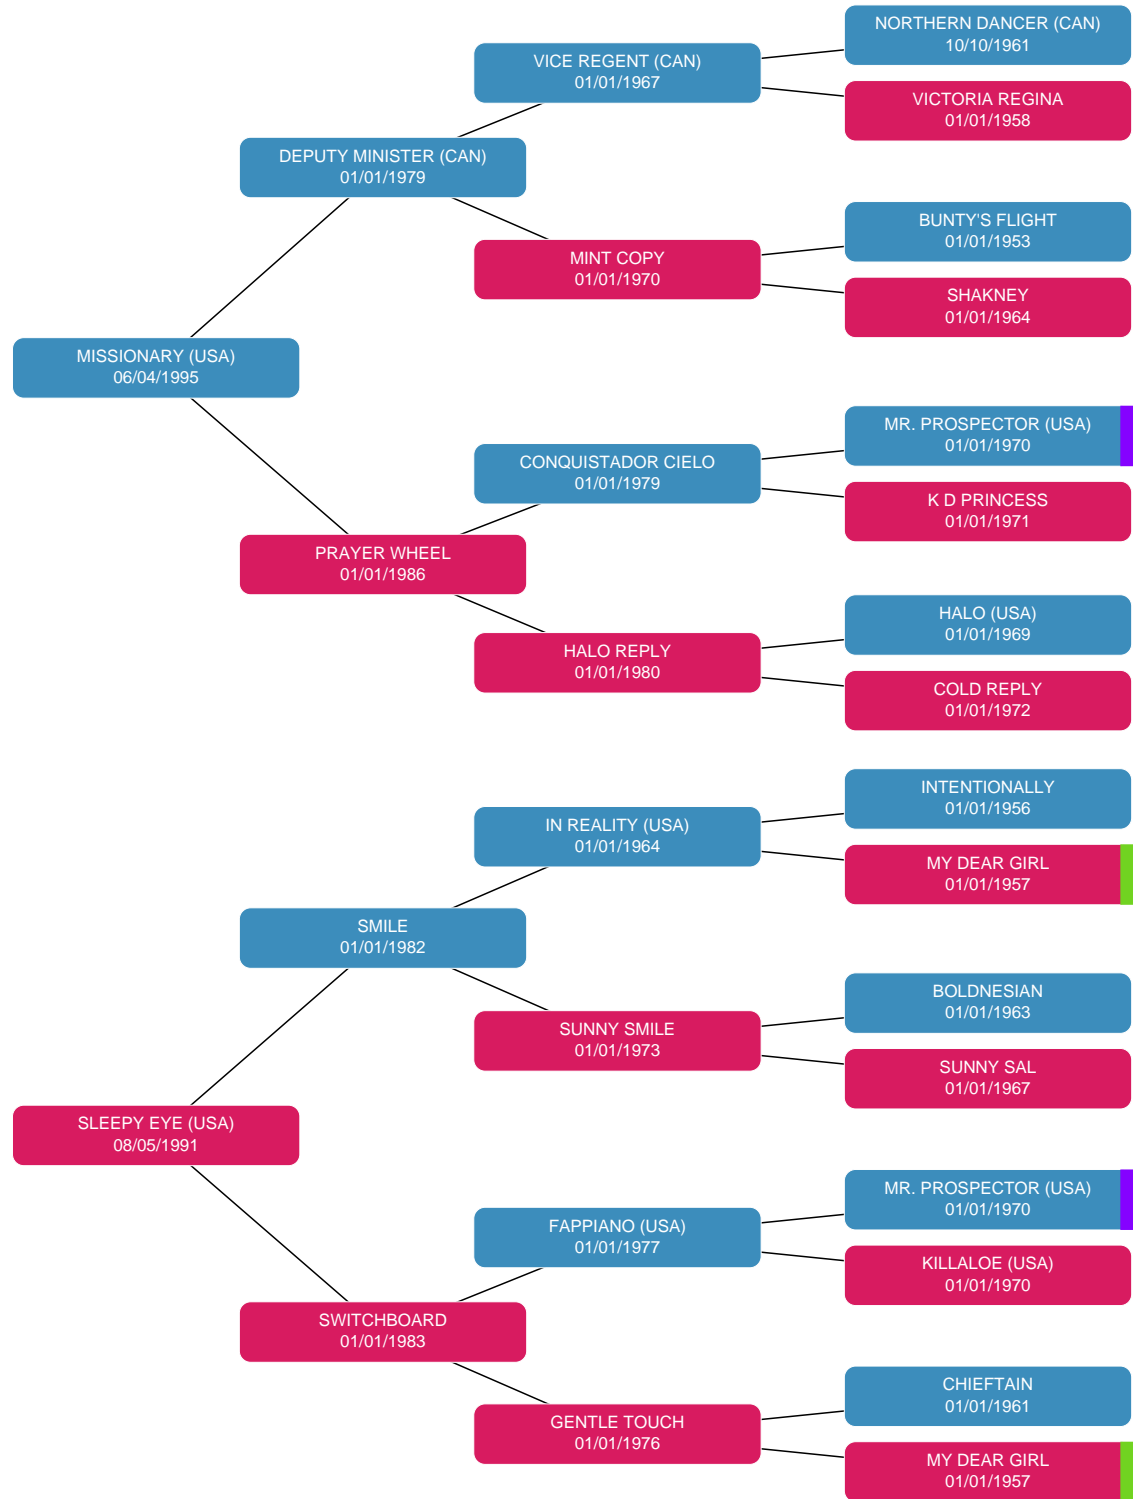 NORTHERN DANCER (CAN)
10/10/1961
VICE REGENT (CAN)
01/01/1967
VICTORIA REGINA
01/01/1958
DEPUTY MINISTER (CAN)
01/01/1979
BUNTY'S FLIGHT
01/01/1953
MINT COPY
01/01/1970
SHAKNEY
01/01/1964
MISSIONARY (USA)
06/04/1995
MR. PROSPECTOR (USA)
01/01/1970
CONQUISTADOR CIELO
01/01/1979
K D PRINCESS
01/01/1971
PRAYER WHEEL
01/01/1986
HALO (USA)
01/01/1969
HALO REPLY
01/01/1980
COLD REPLY
01/01/1972
INTENTIONALLY
01/01/1956
IN REALITY (USA)
01/01/1964
MY DEAR GIRL
01/01/1957
SMILE
01/01/1982
BOLDNESIAN
01/01/1963
SUNNY SMILE
01/01/1973
SUNNY SAL
01/01/1967
SLEEPY EYE (USA)
08/05/1991
MR. PROSPECTOR (USA)
01/01/1970
FAPPIANO (USA)
01/01/1977
KILLALOE (USA)
01/01/1970
SWITCHBOARD
01/01/1983
CHIEFTAIN
01/01/1961
GENTLE TOUCH
01/01/1976
MY DEAR GIRL
01/01/1957